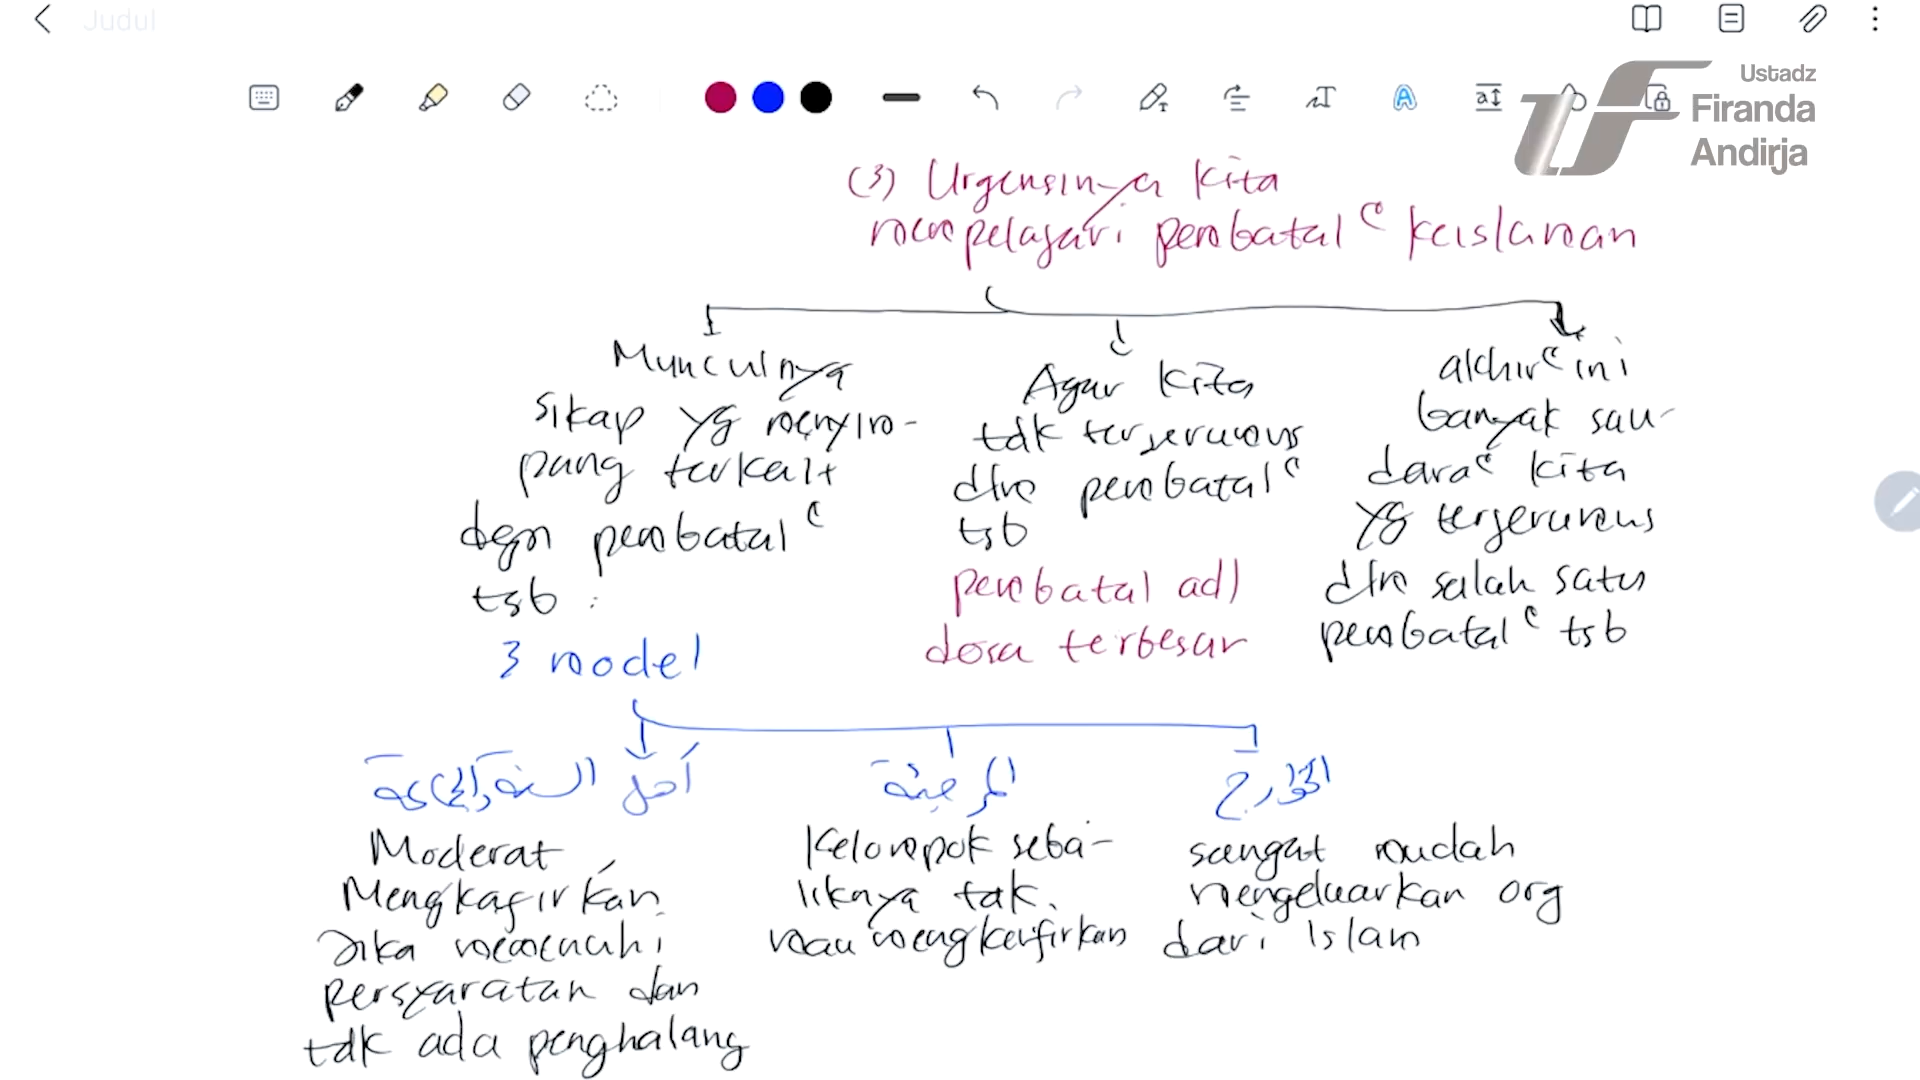 Judul
Ustadz
Firanda
Andirja
(3) Urgensinya kita
mempelajari pembatal² keislaman
Munculnya
sikap yg menyim-
pang terkait
dgn pembatal²
tsb :
3 model
Agar kita
tdk terjerumus
dlm pembatal²
tsb
pembatal adl
dosa terbesar
akhir² ini
banyak sau-
dara² kita
yg terjerumus
dlm salah satu
pembatal² tsb
أهل السنة والجماعة
Moderat
Mengkafirkan
Jika memenuhi
persyaratan dan
tdk ada penghalang
المرجئة
Kelompok seba-
liknya tak
mau mengkafirkan
الخوارج
sangat mudah
mengeluarkan org
dari Islam